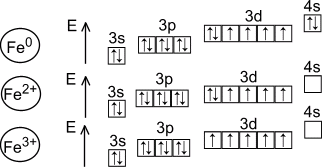 Fe⁰ E 3s 3p 3d 4s
↑↓ ↑↓ ↑↓ ↑↓ ↑↓ ↑ ↑ ↑ ↑ ↑↓
Fe²⁺ E 3s 3p 3d 4s
↑↓ ↑↓ ↑↓ ↑↓ ↑↓ ↑ ↑ ↑ ↑
Fe³⁺ E 3s 3p 3d 4s
↑↓ ↑↓ ↑↓ ↑↓ ↑ ↑ ↑ ↑ ↑